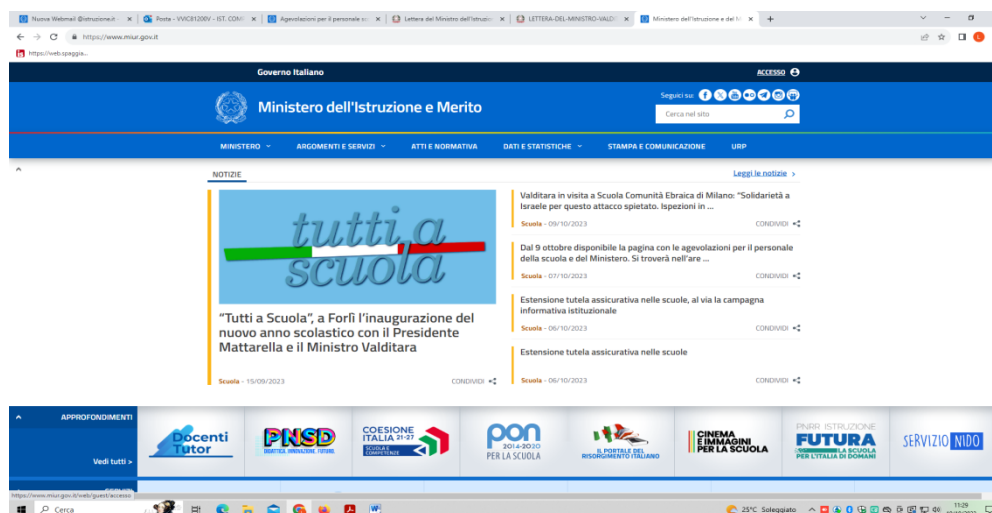 Nuova Webmail @istruzione.it -
Posta - VVIC81200V - IST. COM
Agevolazioni per il personale sc
Lettera del Ministro dell'Istruzion
LETTERA-DEL-MINISTRO-VALDI
Ministero dell'istruzione e del M
https://www.miur.gov.it
https://web.spaggia...
Governo Italiano
ACCESSO
Ministero dell'Istruzione e Merito
Seguici su:
Cerca nel sito
MINISTERO ARGOMENTI E SERVIZI ATTI E NORMATIVA DATI E STATISTICHE STAMPA E COMUNICAZIONE URP
NOTIZIE
Leggi le notizie >
tutti a
scuola
"Tutti a Scuola", a Forlì l'inaugurazione del
nuovo anno scolastico con il Presidente
Mattarella e il Ministro Valditara
Scuola - 15/09/2023 CONDIVIDI
Valditara in visita a Scuola Comunità Ebraica di Milano: "Solidarietà a
Israele per questo attacco spietato. Ispezioni in ...
Scuola - 09/10/2023 CONDIVIDI
Dal 9 ottobre disponibile la pagina con le agevolazioni per il personale
della scuola e del Ministero. Si troverà nell'are ...
Scuola - 07/10/2023 CONDIVIDI
Estensione tutela assicurativa nelle scuole, al via la campagna
informativa istituzionale
Scuola - 06/10/2023 CONDIVIDI
Estensione tutela assicurativa nelle scuole
Scuola - 06/10/2023 CONDIVIDI
APPROFONDIMENTI
Vedi tutti >
Docenti
Tutor
PNSD
DIDATTICA. INNOVAZIONE. FUTURO.
COESIONE
ITALIA 21-27
SCUOLA E
COMPETENZE
pon
2014-2020
PER LA SCUOLA
IL PORTALE DEL
RISORGIMENTO ITALIANO
CINEMA
E IMMAGINI
PER LA SCUOLA
PNRR ISTRUZIONE
FUTURA
LA SCUOLA
PER L'ITALIA DI DOMANI
SERVIZIO NIDO
https://www.miur.gov.it/web/guest/accesso
Cerca
25°C Soleggiato
11:29